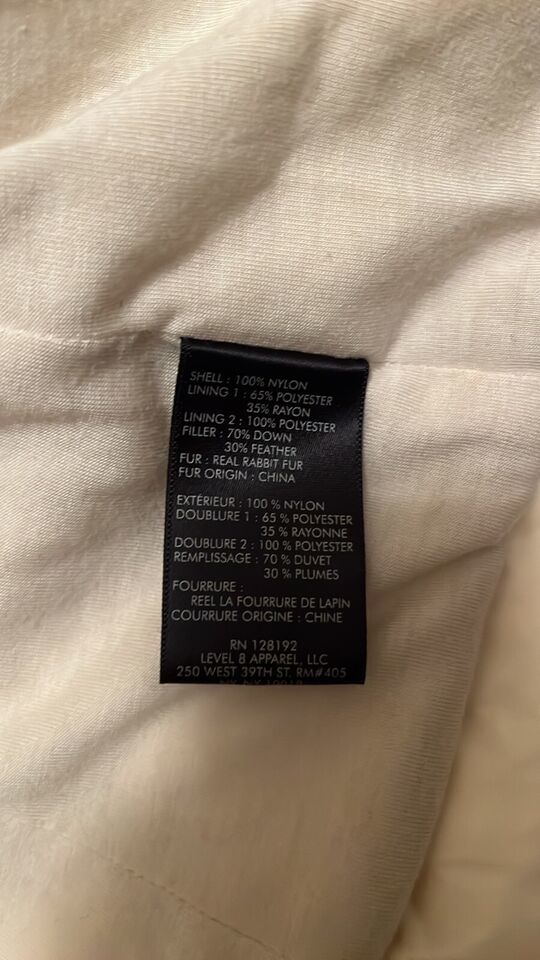 SHELL : 100% NYLON
LINING 1 : 65% POLYESTER
35% RAYON
LINING 2 : 100% POLYESTER
FILLER : 70% DOWN
30% FEATHER
FUR : REAL RABBIT FUR
FUR ORIGIN : CHINA
EXTÉRIEUR : 100 % NYLON
DOUBLURE 1 : 65 % POLYESTER
35 % RAYONNE
DOUBLURE 2 : 100 % POLYESTER
REMPLISSAGE : 70 % DUVET
30 % PLUMES
FOURRURE :
REEL LA FOURRURE DE LAPIN
COURRURE ORIGINE : CHINE
RN 128192
LEVEL 8 APPAREL, LLC
250 WEST 39TH ST. RM#405